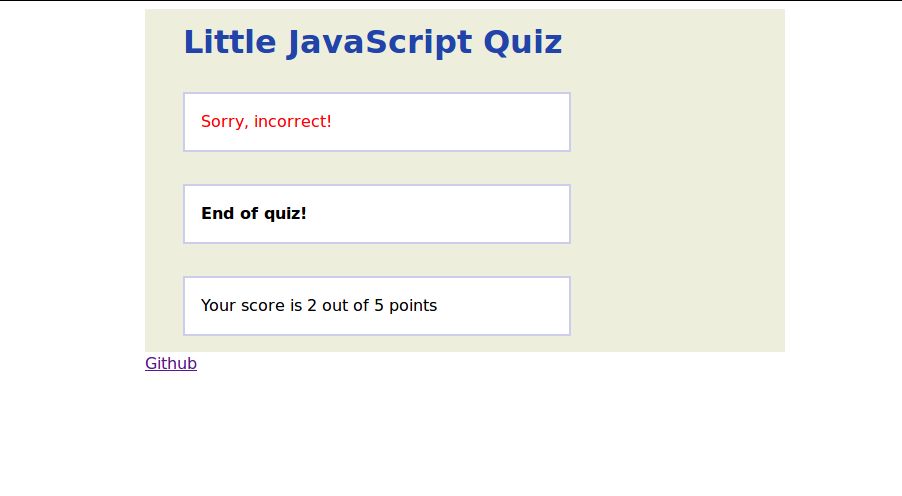 Little JavaScript Quiz
Sorry, incorrect!
End of quiz!
Your score is 2 out of 5 points
Github